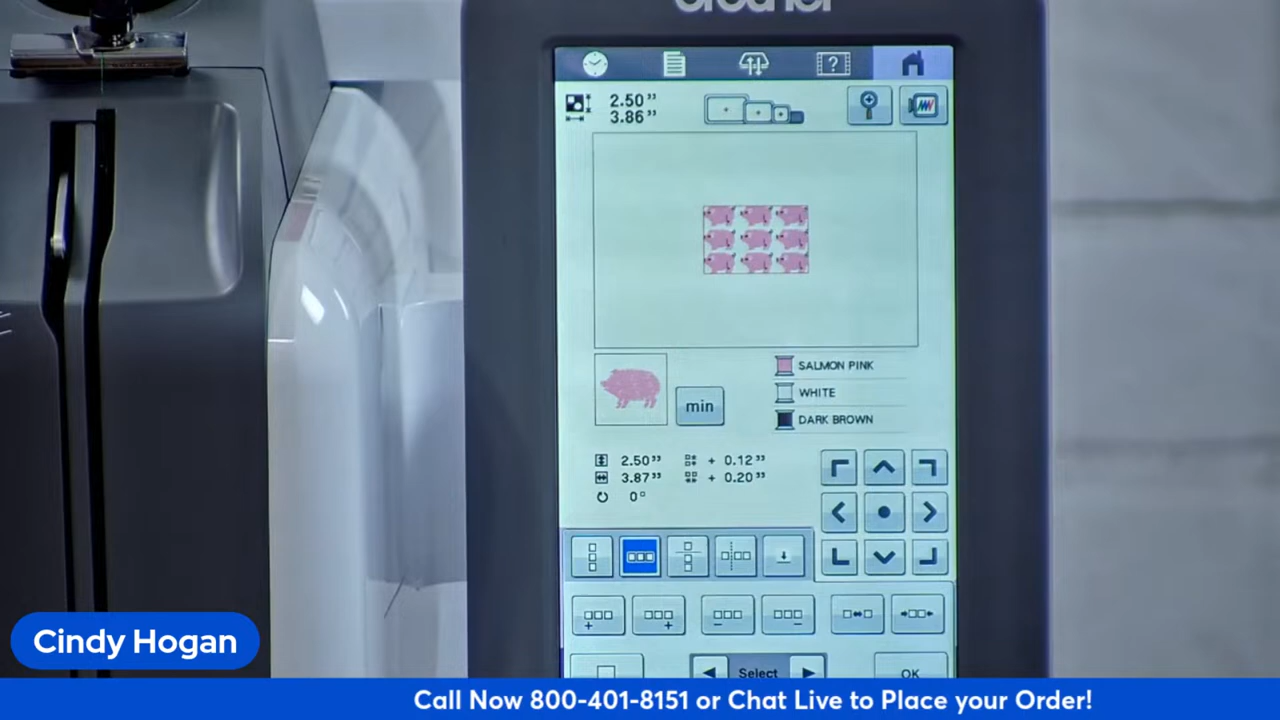 brother
?
2.50"
3.86"
SALMON PINK
WHITE
min
DARK BROWN
2.50" + 0.12"
3.87" + 0.20"
0°
Select
OK
Cindy Hogan
Call Now 800-401-8151 or Chat Live to Place your Order!